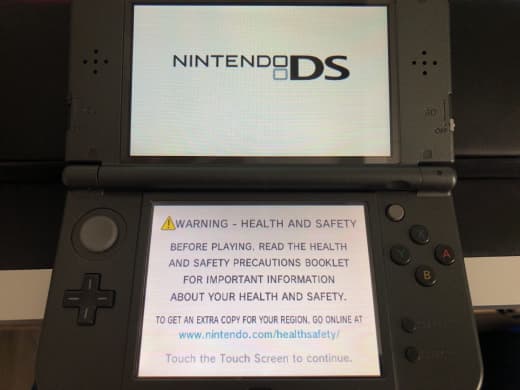 NINTENDO DS
3D
OFF
WARNING - HEALTH AND SAFETY
BEFORE PLAYING, READ THE HEALTH
AND SAFETY PRECAUTIONS BOOKLET
FOR IMPORTANT INFORMATION
ABOUT YOUR HEALTH AND SAFETY.
TO GET AN EXTRA COPY FOR YOUR REGION, GO ONLINE AT
www.nintendo.com/healthsafety/
Touch the Touch Screen to continue.
X
Y
A
B